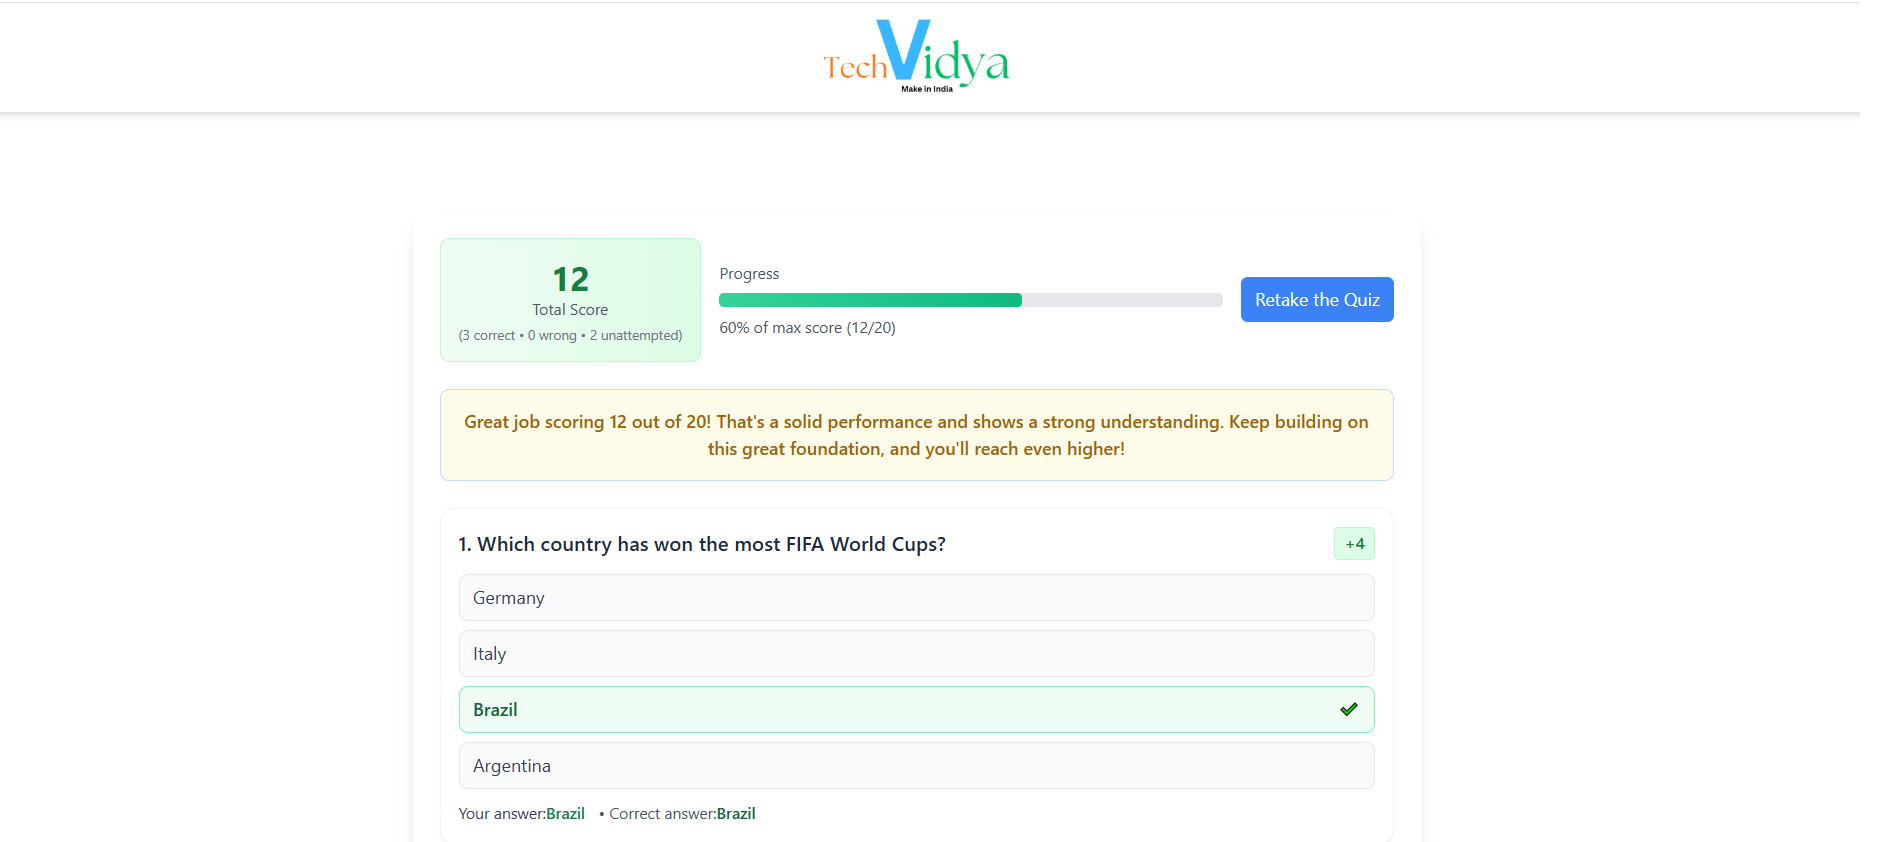 TechVidya
Make in India
12
Total Score
(3 correct • 0 wrong • 2 unattempted)
Progress
60% of max score (12/20)
Retake the Quiz
Great job scoring 12 out of 20! That's a solid performance and shows a strong understanding. Keep building on
this great foundation, and you'll reach even higher!
1. Which country has won the most FIFA World Cups?
+4
Germany
Italy
Brazil
Argentina
Your answer:Brazil • Correct answer:Brazil